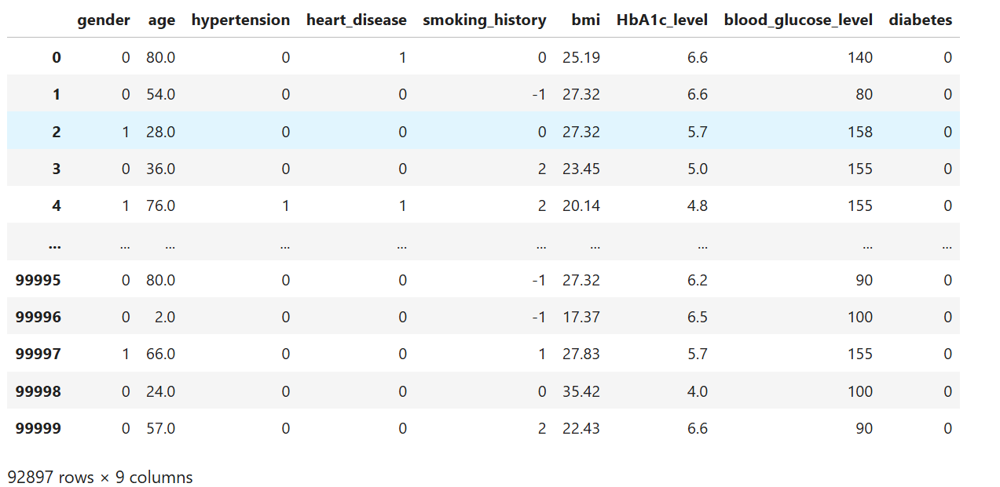 gender age hypertension heart_disease smoking_history bmi HbA1c_level blood_glucose_level diabetes
0 0 80.0 0 1 0 25.19 6.6 140 0
1 0 54.0 0 0 -1 27.32 6.6 80 0
2 1 28.0 0 0 0 27.32 5.7 158 0
3 0 36.0 0 0 2 23.45 5.0 155 0
4 1 76.0 1 1 2 20.14 4.8 155 0
... ... ... ... ... ... ... ... ... ...
99995 0 80.0 0 0 -1 27.32 6.2 90 0
99996 0 2.0 0 0 -1 17.37 6.5 100 0
99997 1 66.0 0 0 1 27.83 5.7 155 0
99998 0 24.0 0 0 0 35.42 4.0 100 0
99999 0 57.0 0 0 2 22.43 6.6 90 0
92897 rows × 9 columns